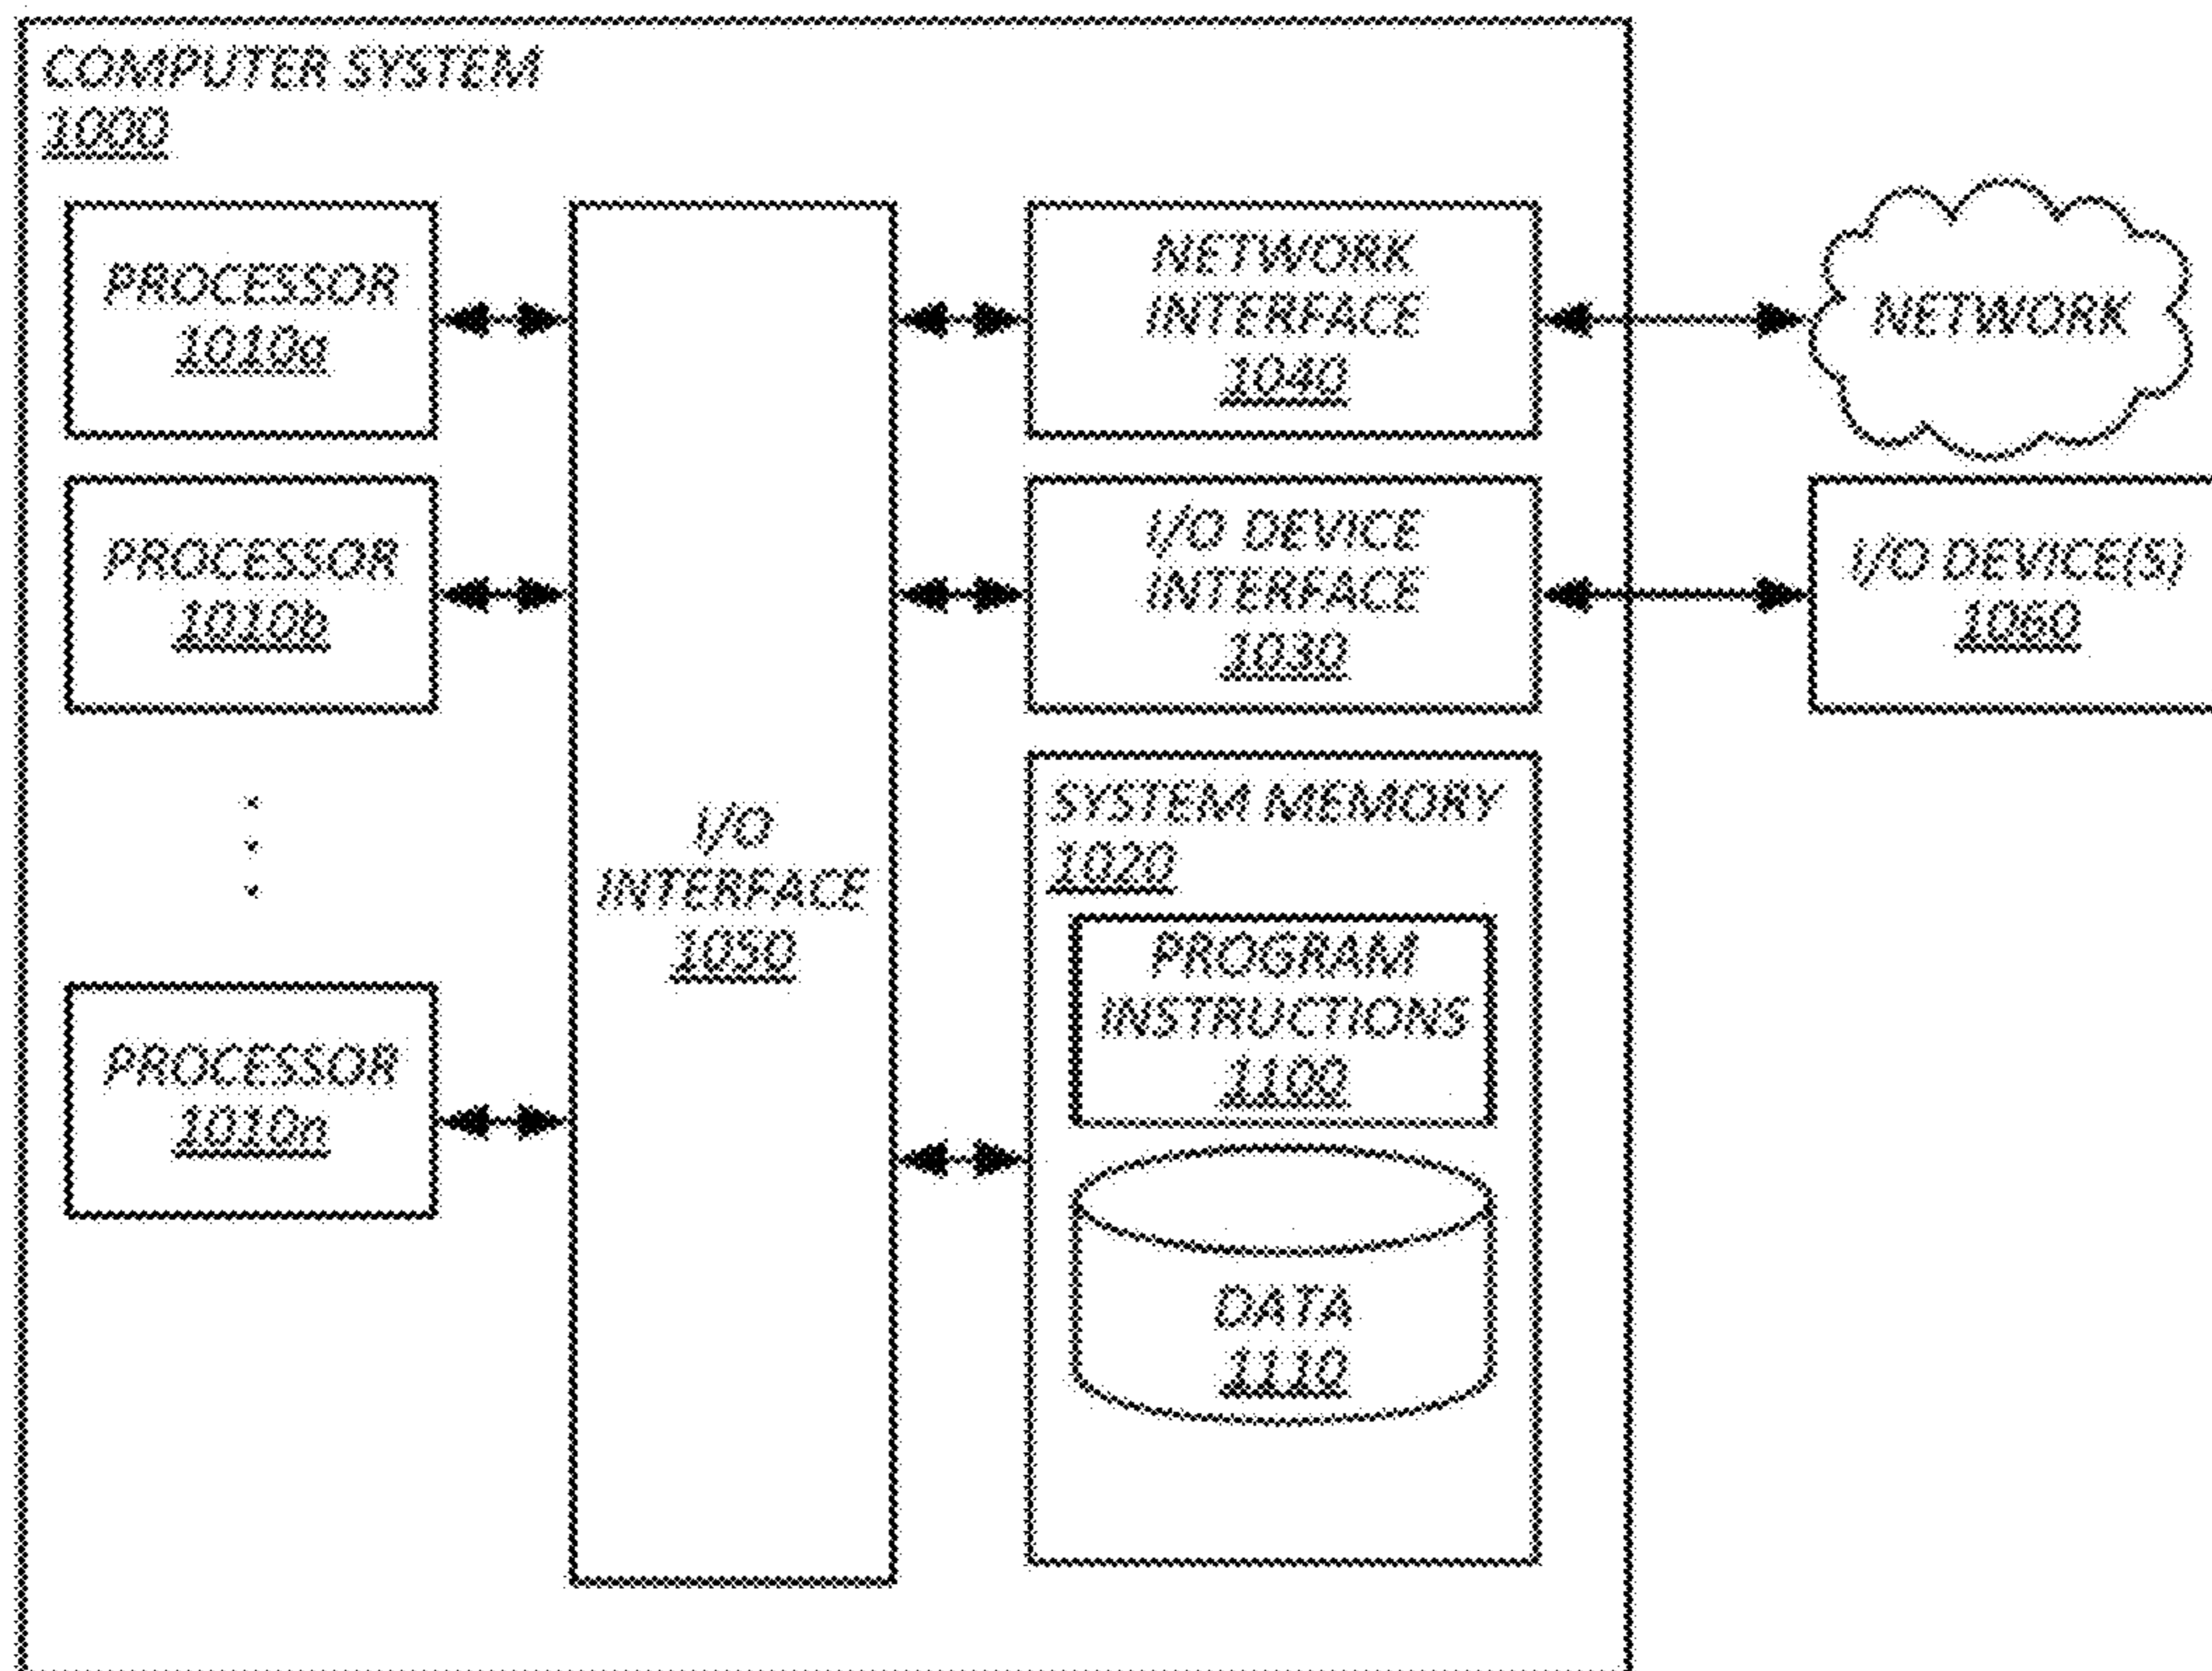 COMPUTER SYSTEM
1000
PROCESSOR
1010a
PROCESSOR
1010b
PROCESSOR
1010n
I/O
INTERFACE
1050
NETWORK
INTERFACE
1040
I/O DEVICE
INTERFACE
1030
SYSTEM MEMORY
1020
PROGRAM
INSTRUCTIONS
1100
DATA
1110
NETWORK
I/O DEVICE(S)
1060